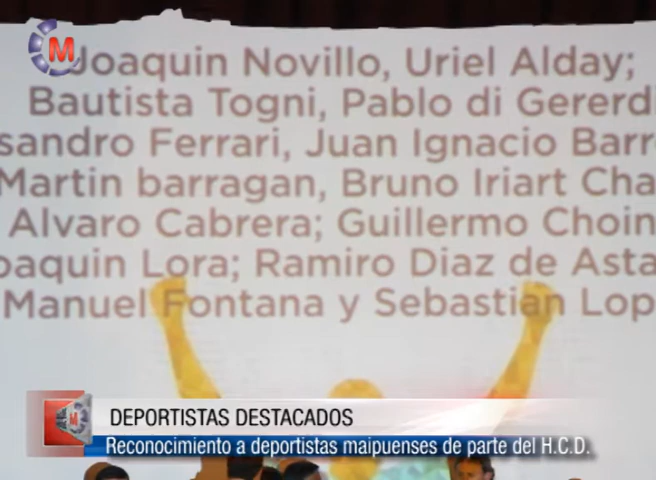 M
Joaquin Novillo, Uriel Alday;
Bautista Togni, Pablo di Gererdi
sandro Ferrari, Juan Ignacio Barr
Martin barragan, Bruno Iriart Cha
Alvaro Cabrera; Guillermo Choin
oaquin Lora; Ramiro Diaz de Asta
Manuel Fontana y Sebastian Lop
M
DEPORTISTAS DESTACADOS
Reconocimiento a deportistas maipuenses de parte del H.C.D.